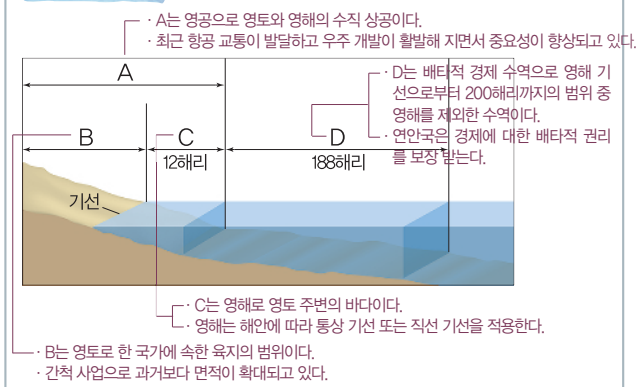 · A는 영공으로 영토와 영해의 수직 상공이다.
· 최근 항공 교통이 발달하고 우주 개발이 활발해 지면서 중요성이 향상되고 있다.
A
· D는 배타적 경제 수역으로 영해 기
선으로부터 200해리까지의 범위 중
영해를 제외한 수역이다.
· 연안국은 경제에 대한 배타적 권리
를 보장 받는다.
B
C
D
12해리
188해리
기선
· C는 영해로 영토 주변의 바다이다.
· 영해는 해안에 따라 통상 기선 또는 직선 기선을 적용한다.
· B는 영토로 한 국가에 속한 육지의 범위이다.
· 간척 사업으로 과거보다 면적이 확대되고 있다.